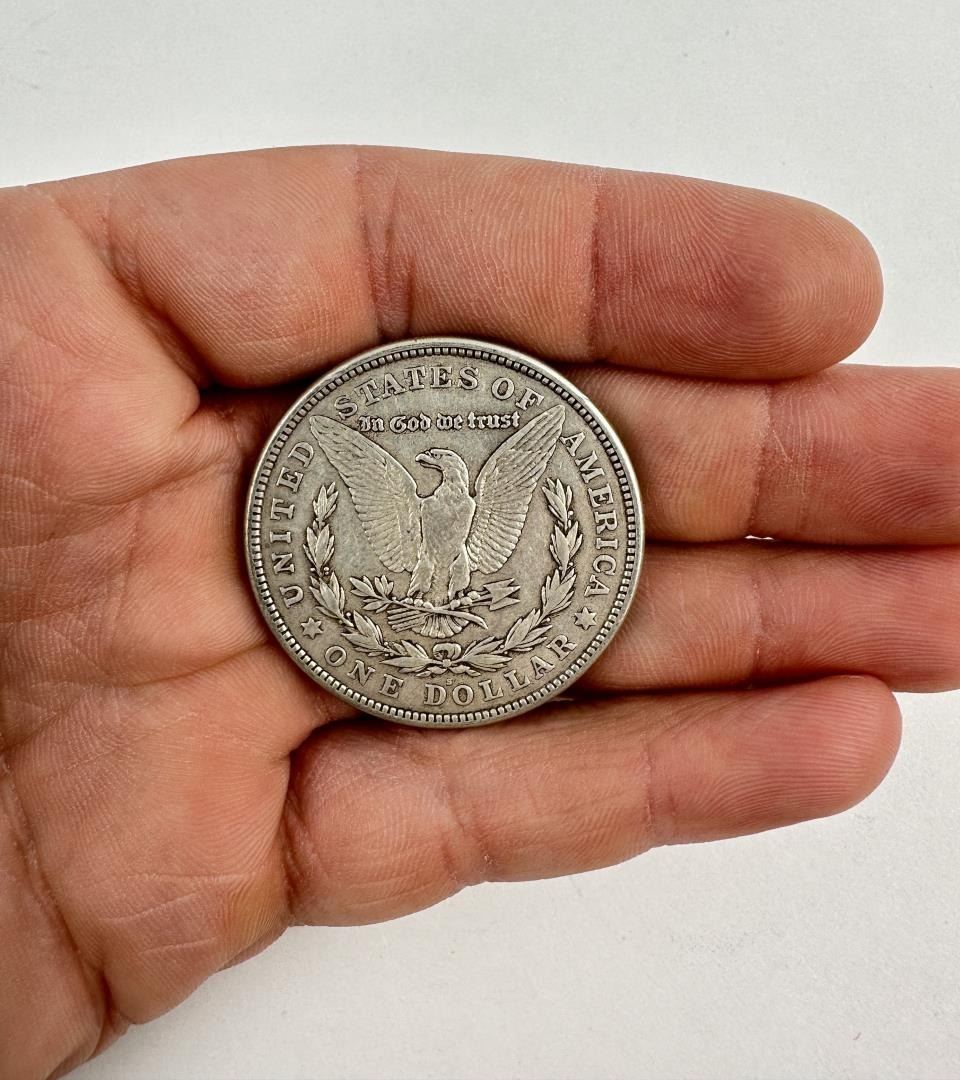 UNITED STATES OF AMERICA
In God we trust
S
ONE DOLLAR